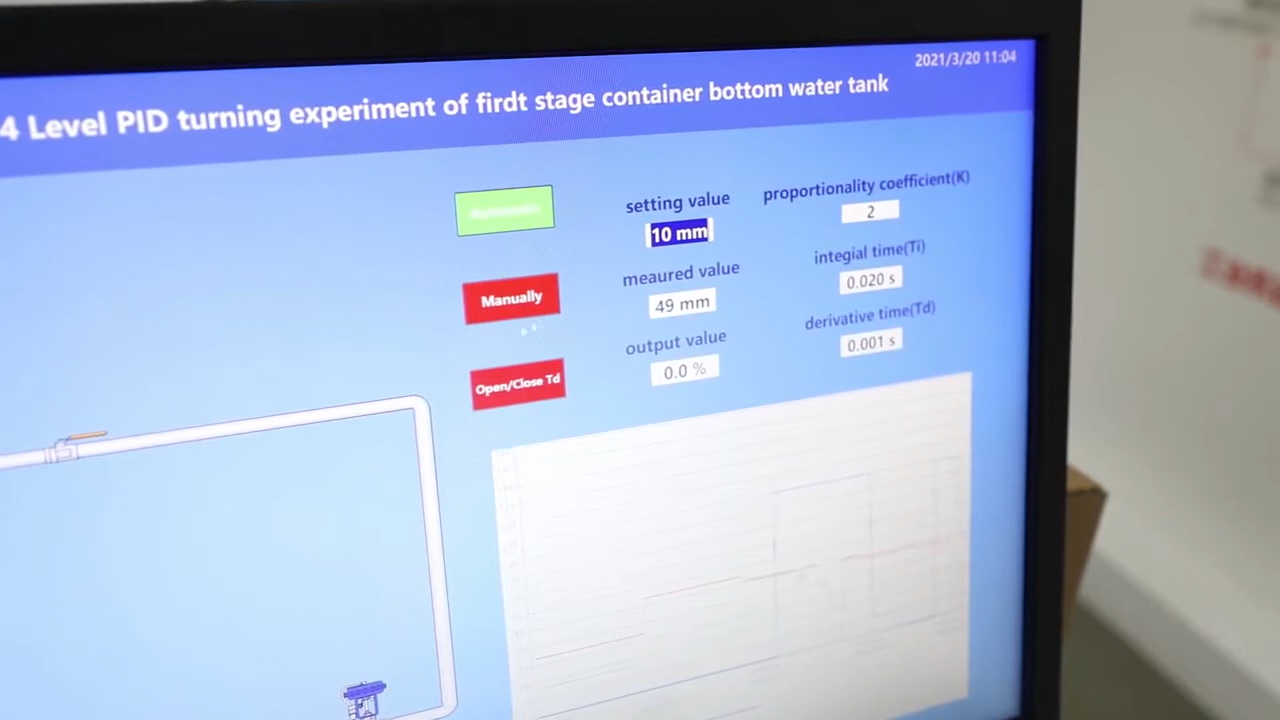 2021/3/20 11:04
4 Level PID turning experiment of firdt stage container bottom water tank
setting value
10 mm
proportionality coefficient(K)
2
Manually
meaured value
49 mm
integial time(Ti)
0.020 s
Open/Close Td
output value
0.0 %
derivative time(Td)
0.001 s